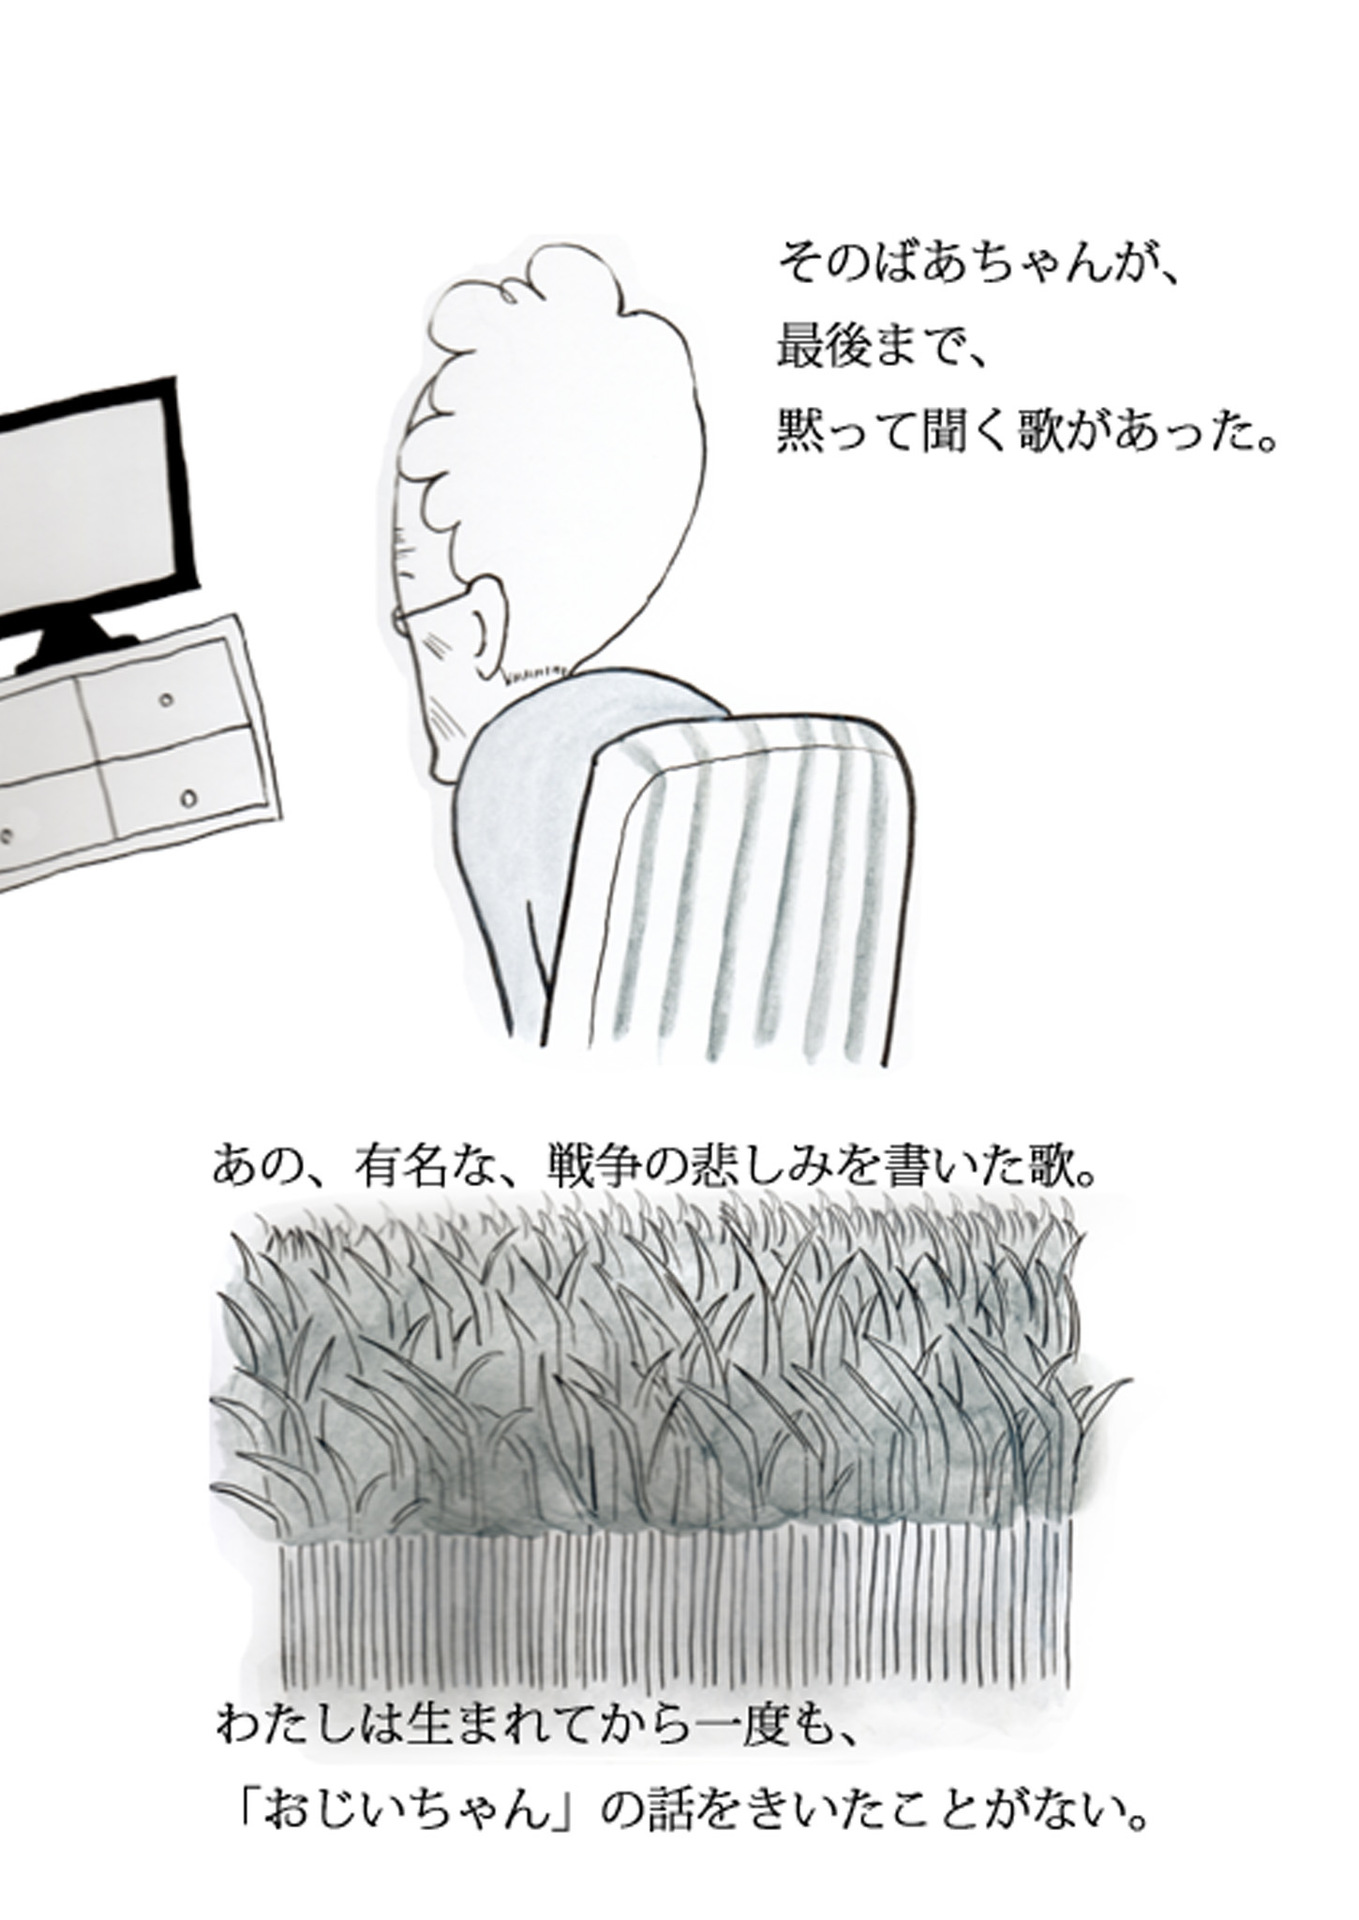 そのばあちゃんが、
最後まで、
黙って聞く歌があった。
あの、有名な、戦争の悲しみを書いた歌。
わたしは生まれてから一度も、
「おじいちゃん」の話をきいたことがない。